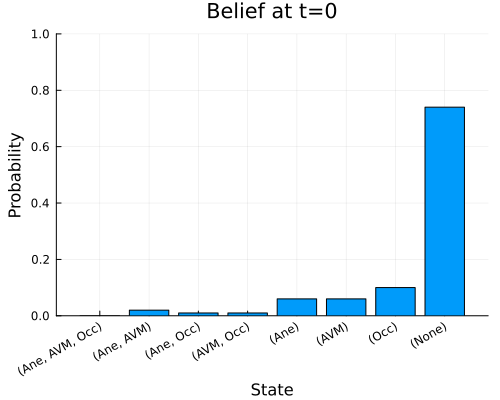 Belief at t=0
Probability
1.0
0.8
0.6
0.4
0.2
0.0
(Ane, AVM, Occ)
(Ane, AVM)
(Ane, Occ)
(AVM, Occ)
(Ane)
(AVM)
(Occ)
(None)
State